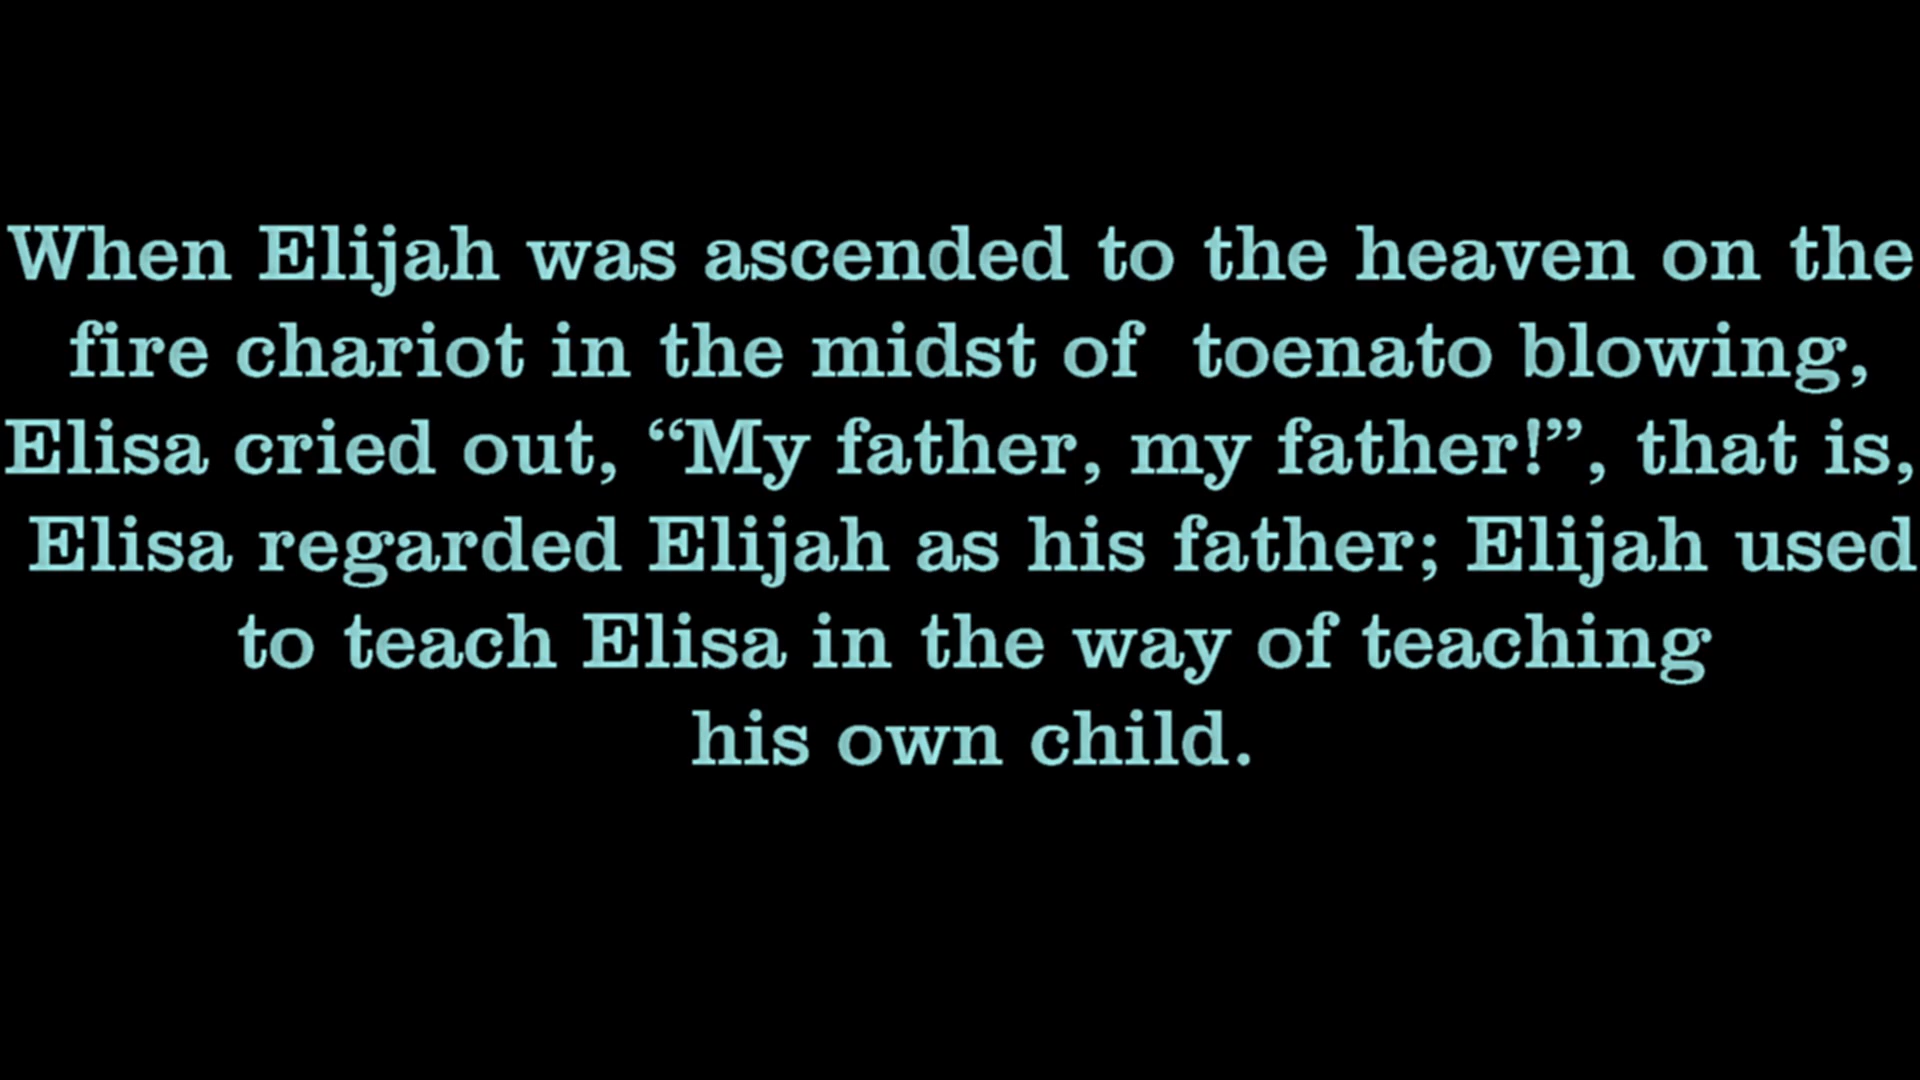 When Elijah was ascended to the heaven on the
fire chariot in the midst of  toenato blowing,
Elisa cried out, “My father, my father!”, that is,
Elisa regarded Elijah as his father; Elijah used
to teach Elisa in the way of teaching
his own child.